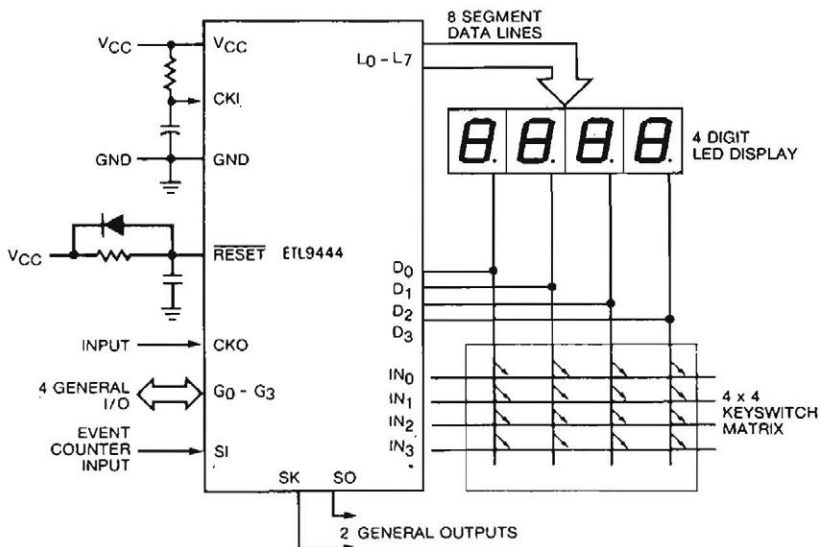 8 SEGMENT
DATA LINES
VCC
VCC
L0 – L7
CKI
GND
GND
4 DIGIT
LED DISPLAY
VCC
RESET
ETL9444
D0
D1
D2
D3
INPUT
CKO
4 GENERAL
I/O
G0 – G3
EVENT
COUNTER
INPUT
SI
IN0
IN1
IN2
IN3
4 x 4
KEYSWITCH
MATRIX
SK
SO
2 GENERAL OUTPUTS